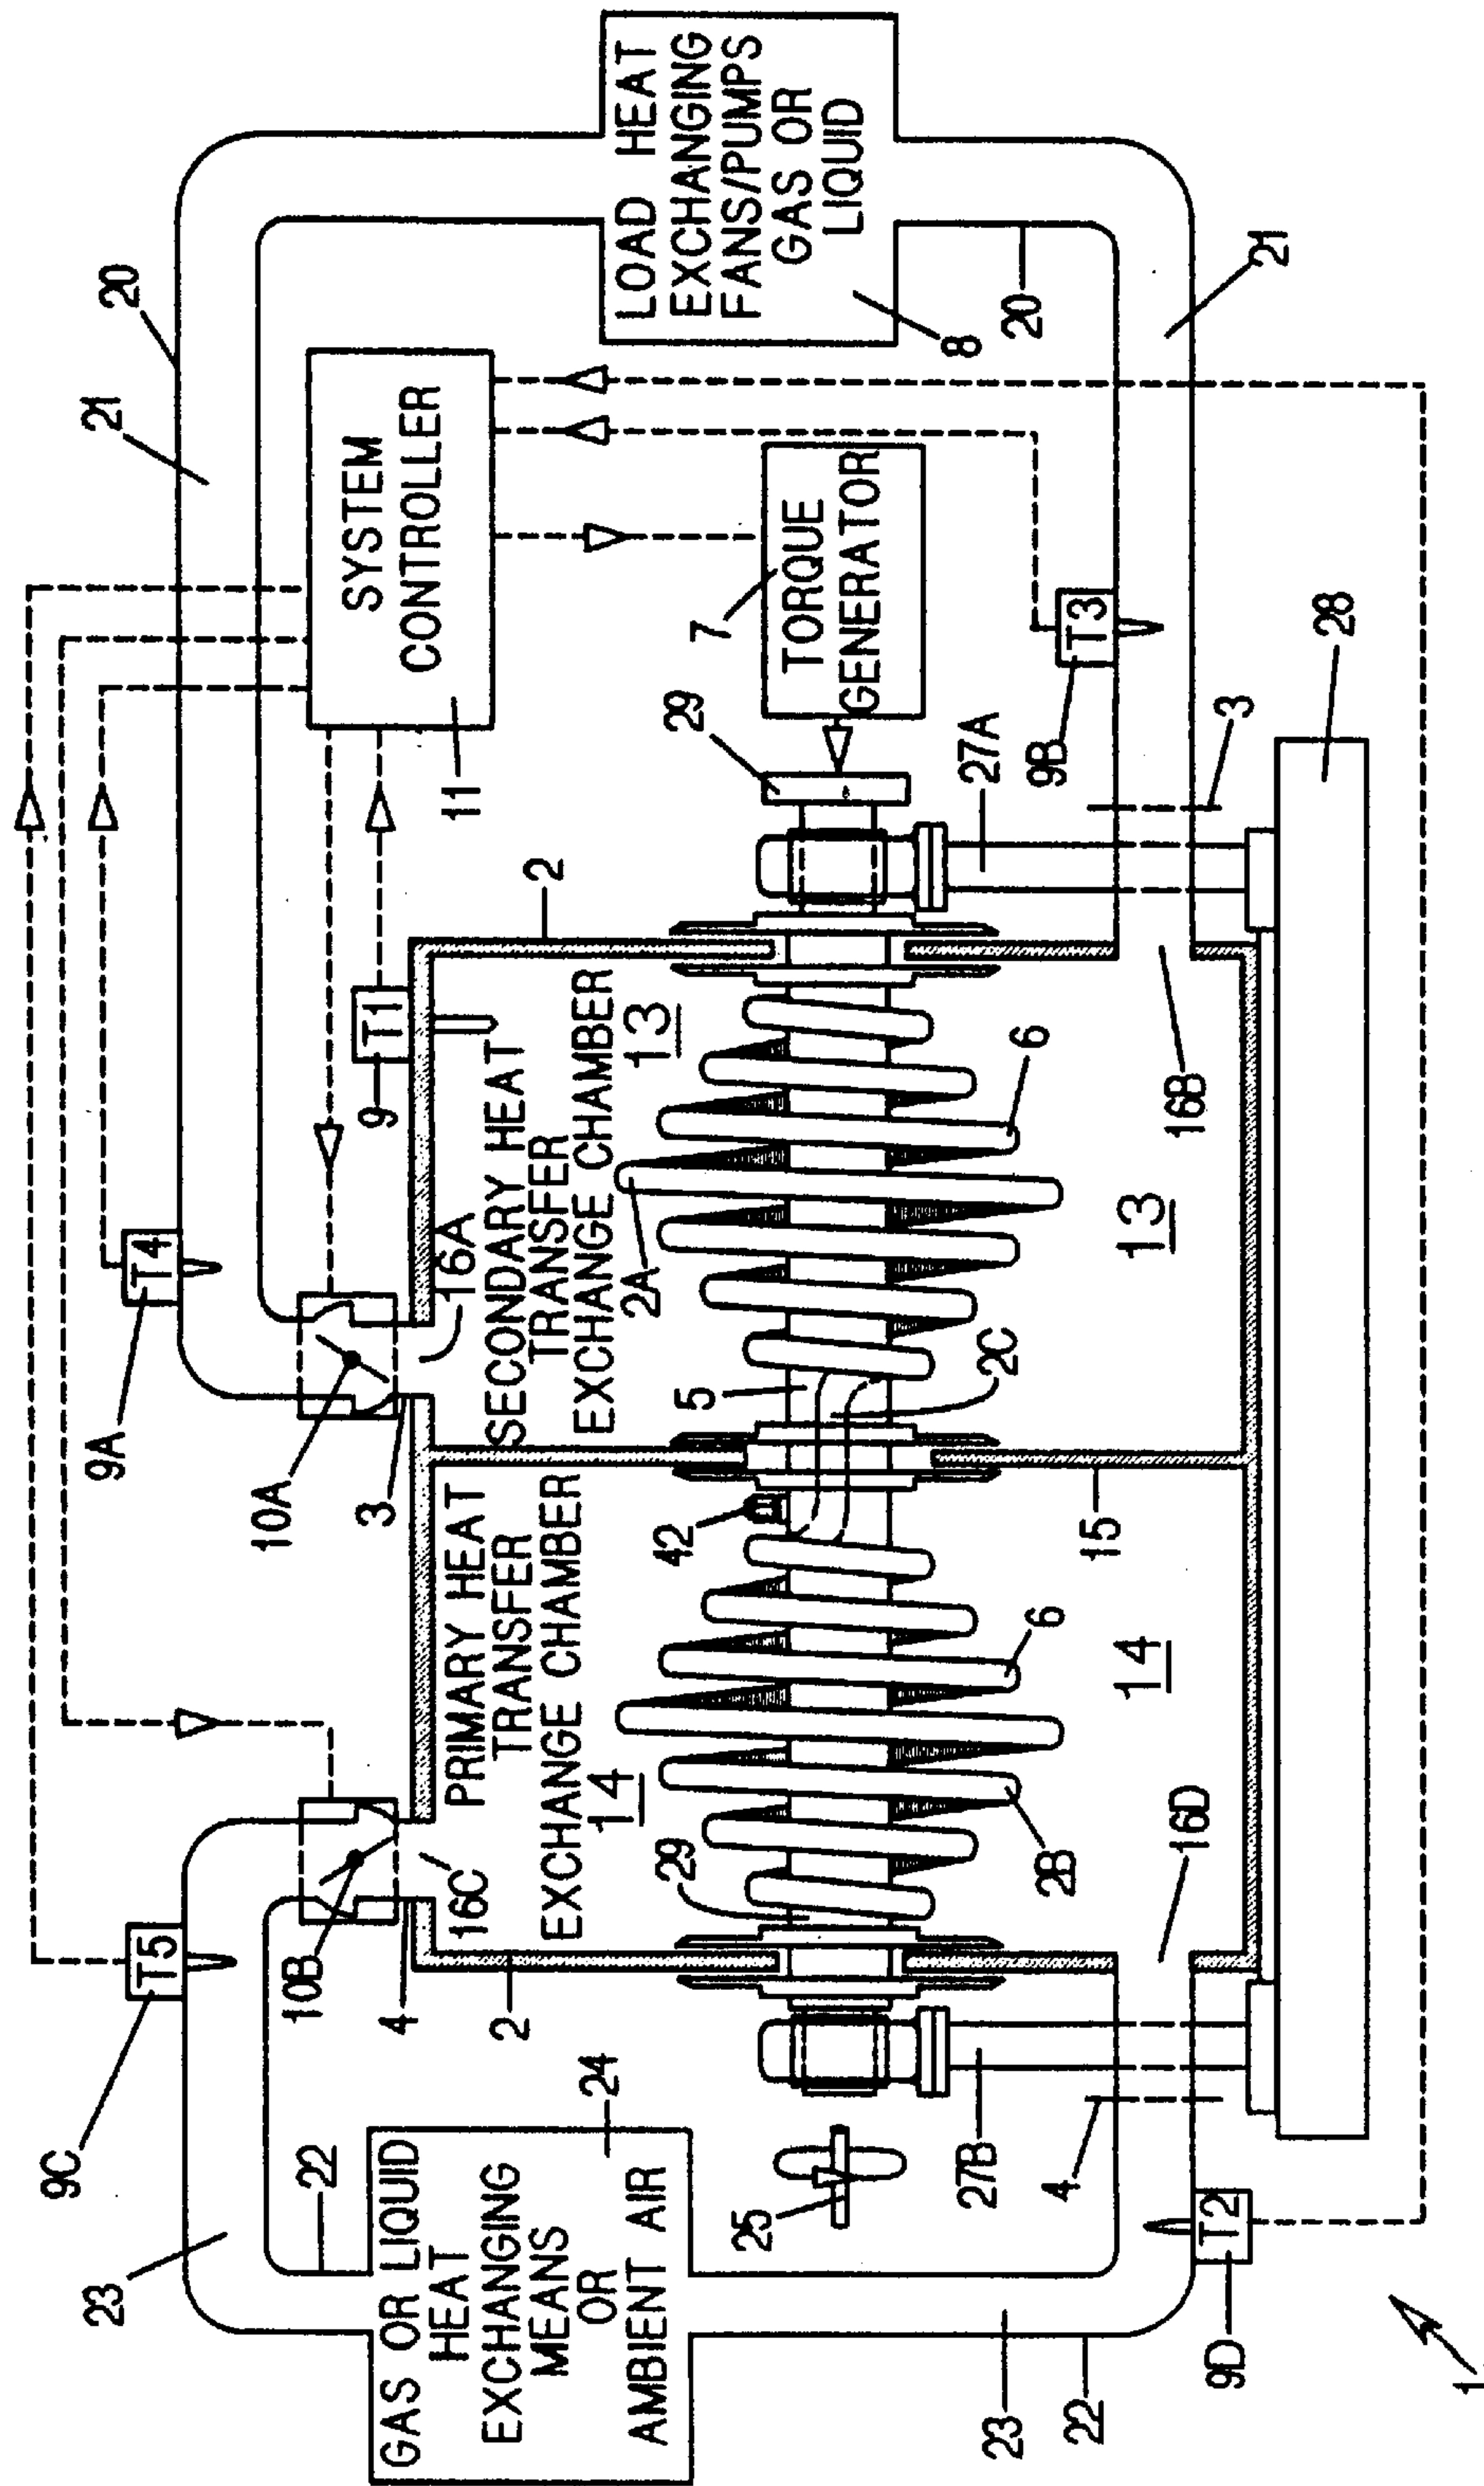 20
21
SYSTEM
CONTROLLER
11
LOAD HEAT
EXCHANGING
FANS/PUMPS
GAS OR
LIQUID
8
20
21
TORQUE
GENERATOR
7
29
T3
9B
27A
3
28
T4
9A
10A
3
T1
9
2
16A
SECONDARY HEAT
TRANSFER
EXCHANGE CHAMBER
13
2A
6
13
16B
5
2C
42
15
T5
9C
10B
4
2
16C
PRIMARY HEAT
TRANSFER
EXCHANGE CHAMBER
14
29
2B
6
14
16D
23
22
GAS OR LIQUID
HEAT
EXCHANGING
MEANS
OR
AMBIENT AIR
24
25
27B
4
T2
9D
23
22
1